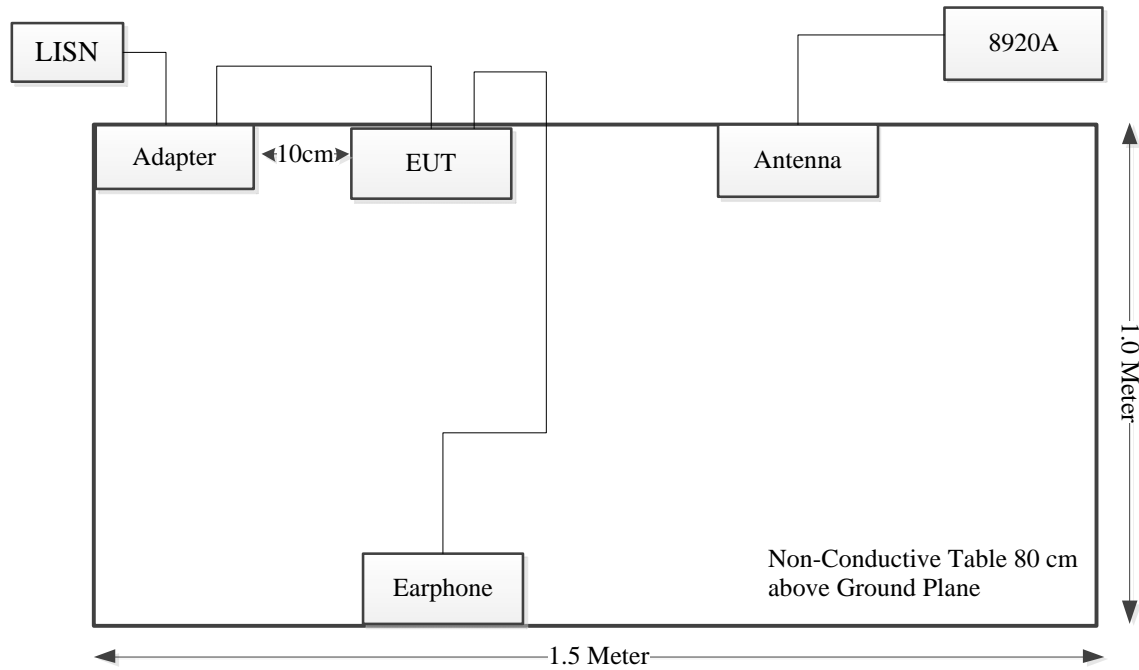 LISN
8920A
Adapter
10cm
EUT
Antenna
1.0 Meter
Earphone
Non-Conductive Table 80 cm
above Ground Plane
1.5 Meter